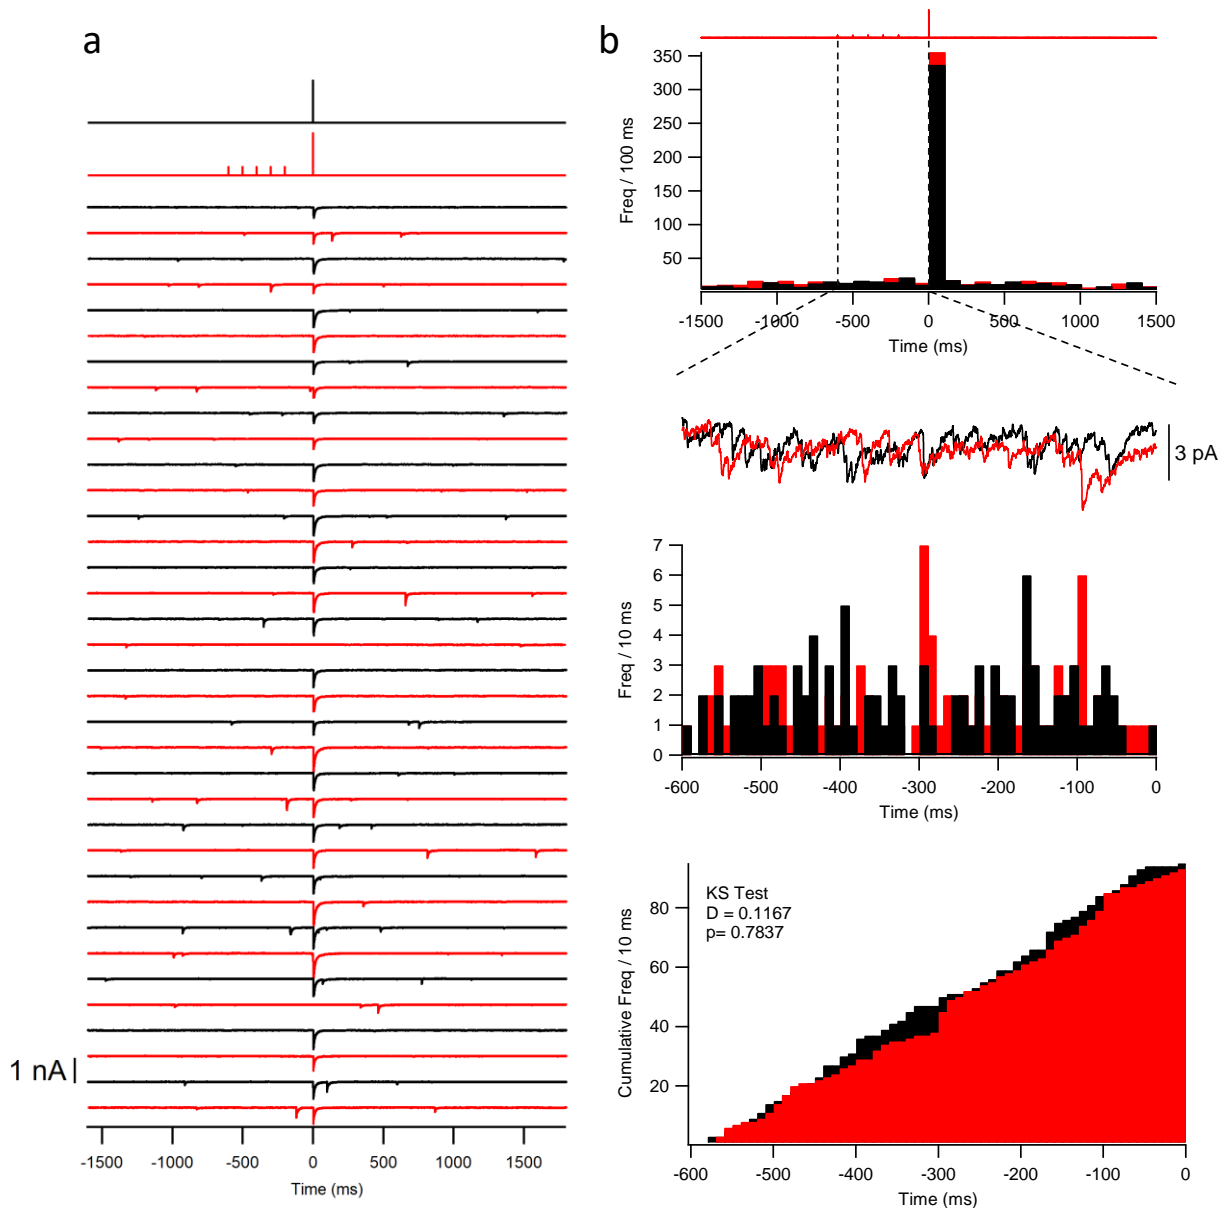 a
1 nA
-1500 -1000 -500 0 500 1000 1500
Time (ms)
b
350
300
250
200
150
100
50
Freq / 100 ms
-1500 -1000 -500 0 500 1000 1500
Time (ms)
3 pA
7
6
5
4
3
2
1
0
Freq / 10 ms
-600 -500 -400 -300 -200 -100 0
Time (ms)
KS Test
D = 0.1167
p= 0.7837
80
60
40
20
Cumulative Freq / 10 ms
-600 -500 -400 -300 -200 -100 0
Time (ms)